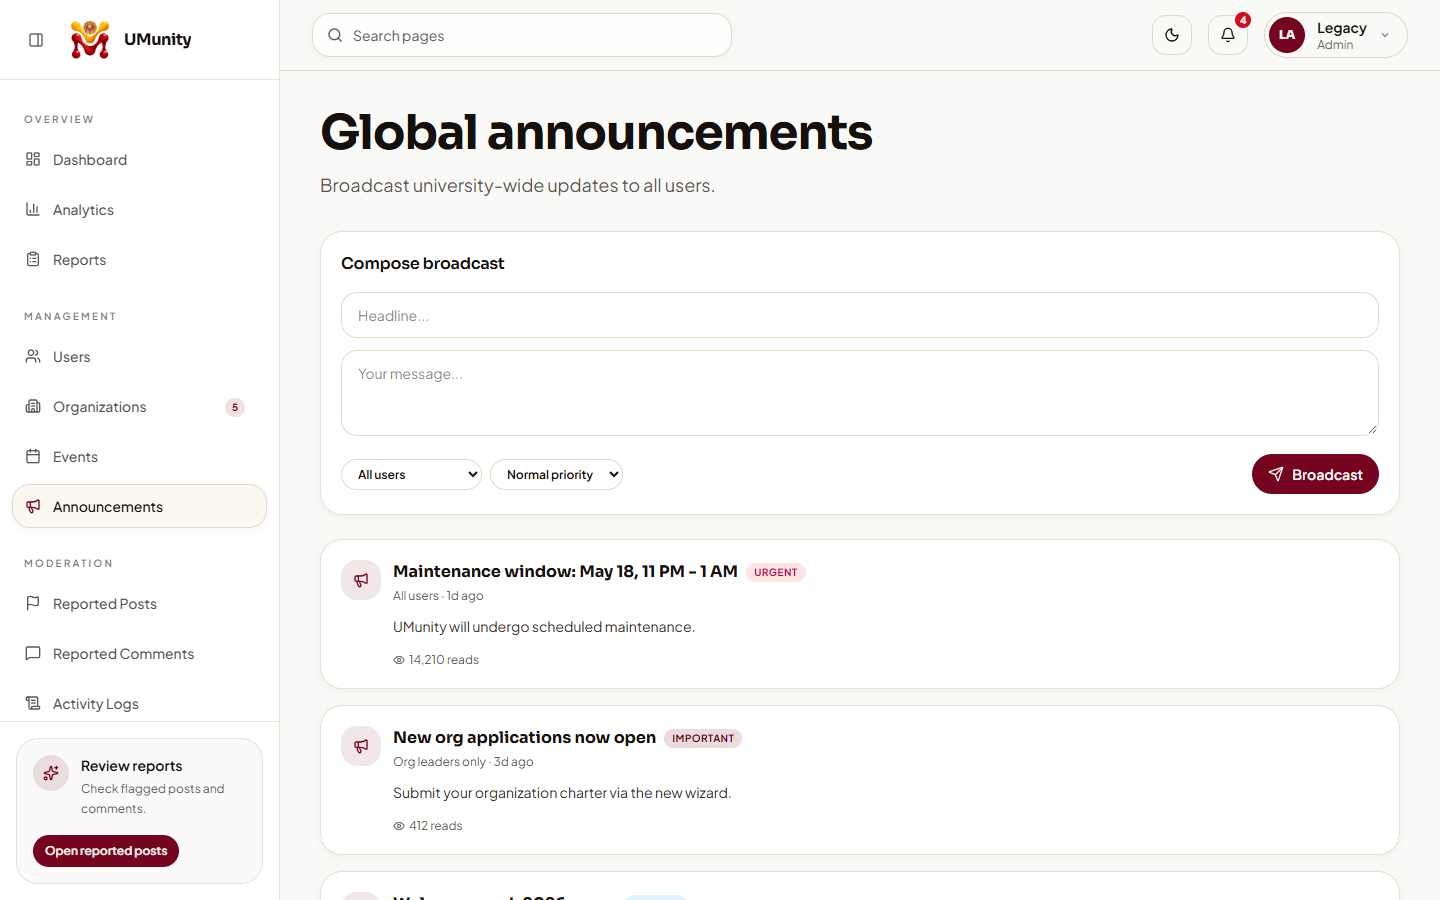 UMunity
Search pages
4
LA
Legacy
Admin
OVERVIEW
Dashboard
Analytics
Reports
MANAGEMENT
Users
Organizations
5
Events
Announcements
MODERATION
Reported Posts
Reported Comments
Activity Logs
Review reports
Check flagged posts and
comments.
Open reported posts
Global announcements
Broadcast university-wide updates to all users.
Compose broadcast
Headline...
Your message...
All users
Normal priority
Broadcast
Maintenance window: May 18, 11 PM – 1 AM URGENT
All users · 1d ago
UMunity will undergo scheduled maintenance.
14,210 reads
New org applications now open IMPORTANT
Org leaders only · 3d ago
Submit your organization charter via the new wizard.
412 reads